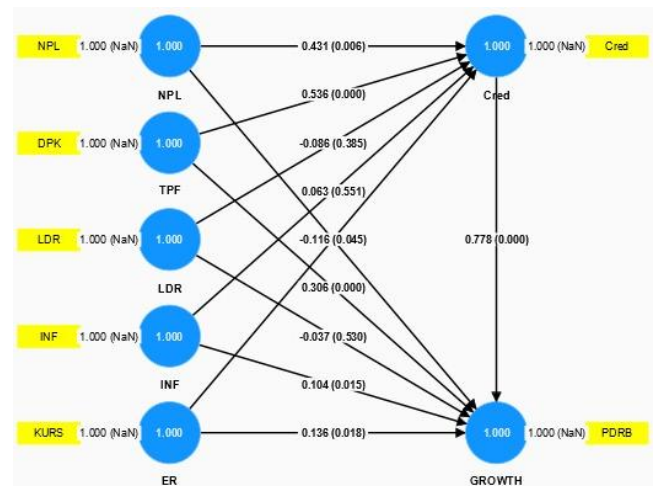 NPL 1.000 (NaN) 1.000 0.431 (0.006) 1.000 1.000 (NaN) Cred
NPL Cred
0.536 (0.000)
DPK 1.000 (NaN) 1.000 -0.086 (0.385)
TPF
0.063 (0.551)
LDR 1.000 (NaN) 1.000 -0.116 (0.045) 0.778 (0.000)
LDR
0.306 (0.000)
-0.037 (0.530)
INF 1.000 (NaN) 1.000
INF
0.104 (0.015)
KURS 1.000 (NaN) 1.000 0.136 (0.018) 1.000 1.000 (NaN) PDRB
ER GROWTH